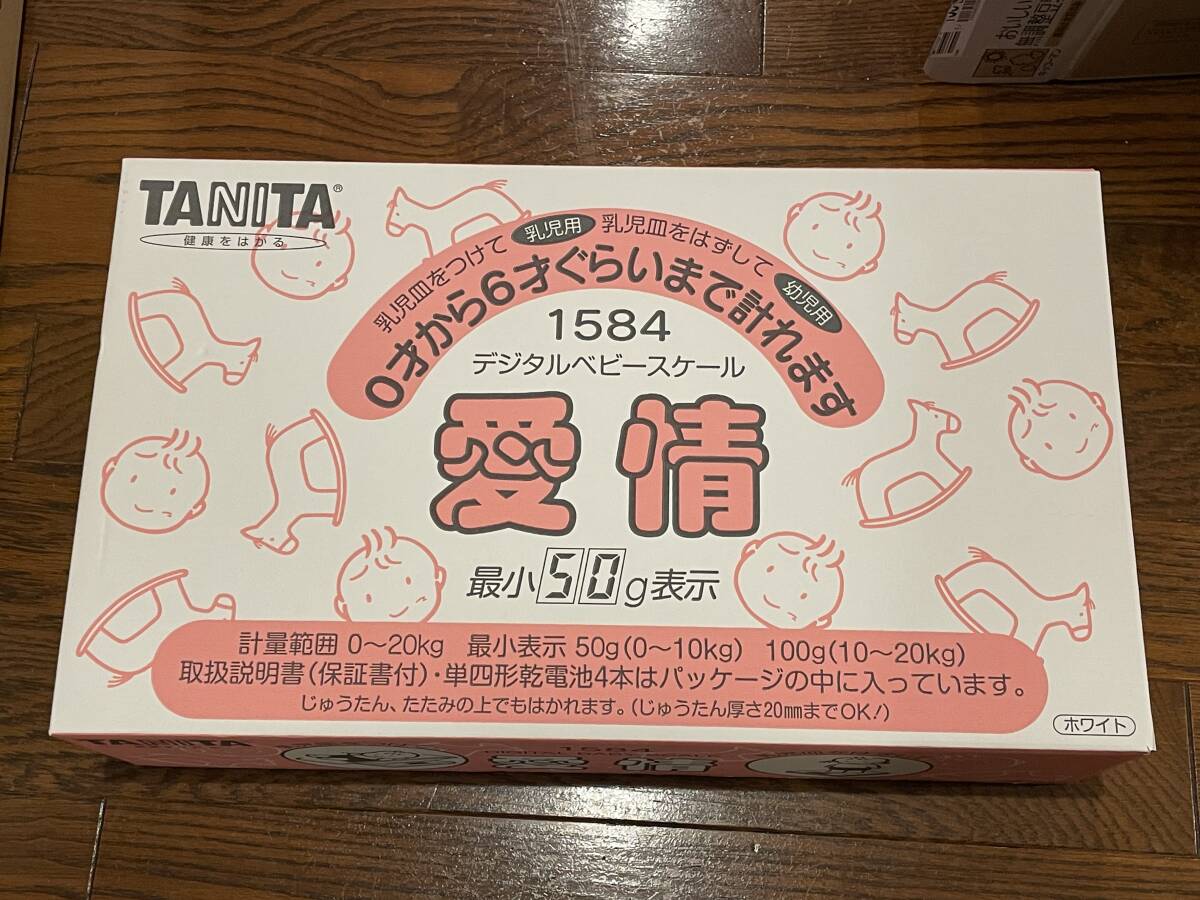 TANITA®
健康をはかる
乳児皿をつけて 乳児用 乳児皿をはずして 幼児用
0才から6才ぐらいまで計れます
1584
デジタルベビースケール
愛情
最小50g表示
計量範囲 0〜20kg 最小表示 50g(0〜10kg) 100g(10〜20kg)
取扱説明書(保証書付)・単四形乾電池4本はパッケージの中に入っています。
じゅうたん、たたみの上でもはかれます。(じゅうたん厚さ20mmまでOK!)
ホワイト
TANITA
1584
愛情
おいしい
無調整豆